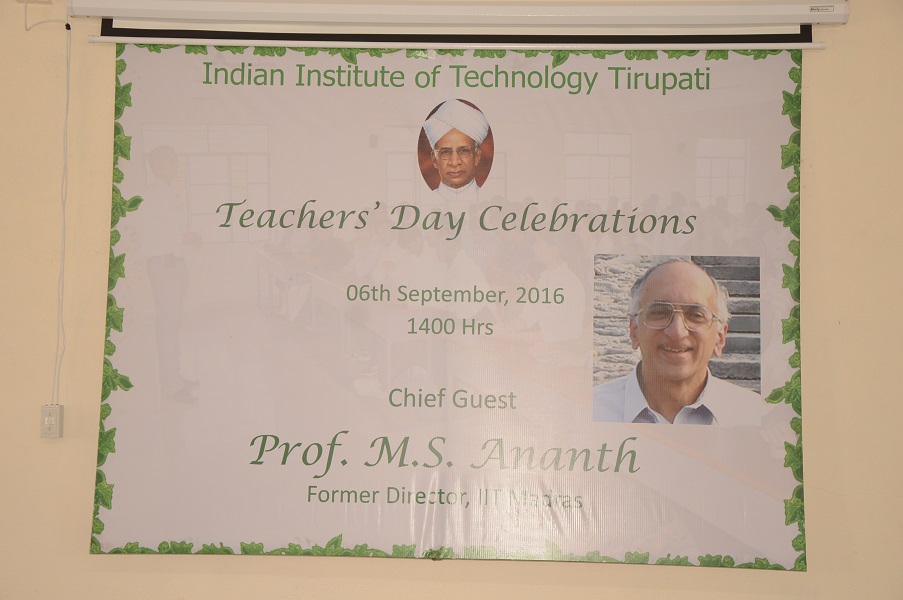 Indian Institute of Technology Tirupati
Teachers' Day Celebrations
06th September, 2016
1400 Hrs
Chief Guest
Prof. M.S. Ananth
Former Director, IIT Madras